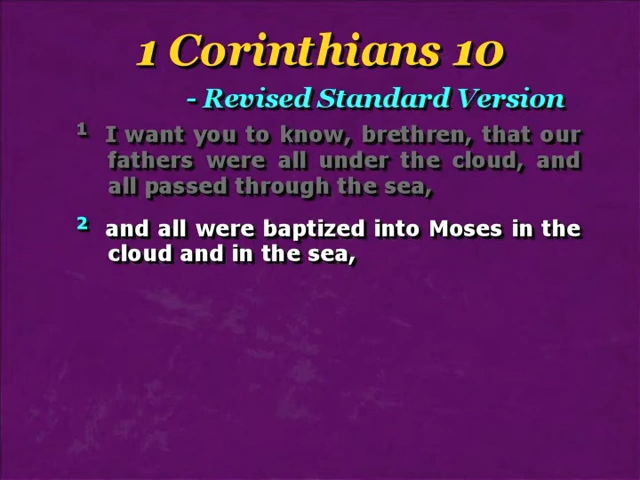 1 Corinthians 10
- Revised Standard Version
1 I want you to know, brethren, that our
fathers were all under the cloud, and
all passed through the sea,
2 and all were baptized into Moses in the
cloud and in the sea,